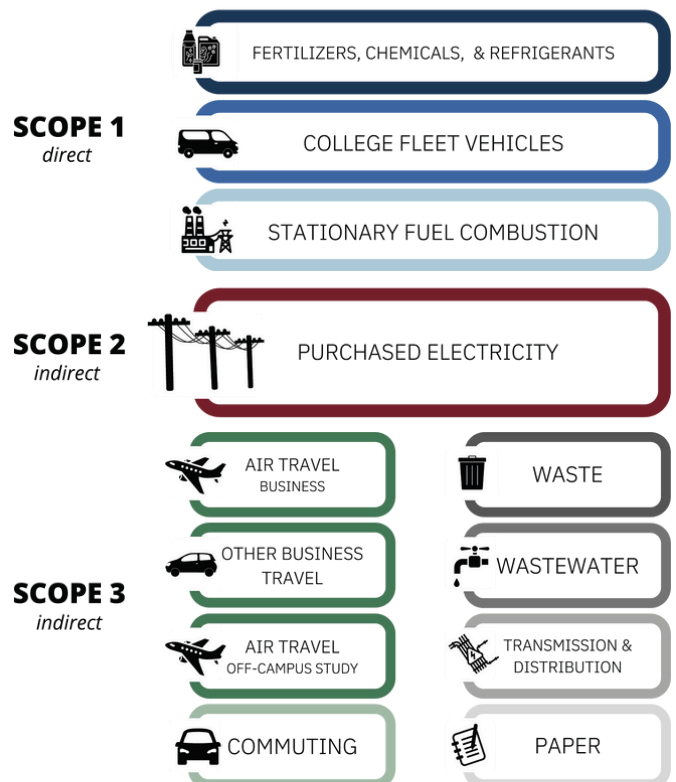 SCOPE 1
direct
FERTILIZERS, CHEMICALS, & REFRIGERANTS
COLLEGE FLEET VEHICLES
STATIONARY FUEL COMBUSTION
SCOPE 2
indirect
PURCHASED ELECTRICITY
SCOPE 3
indirect
AIR TRAVEL
BUSINESS
OTHER BUSINESS
TRAVEL
AIR TRAVEL
OFF-CAMPUS STUDY
COMMUTING
WASTE
WASTEWATER
TRANSMISSION &
DISTRIBUTION
PAPER